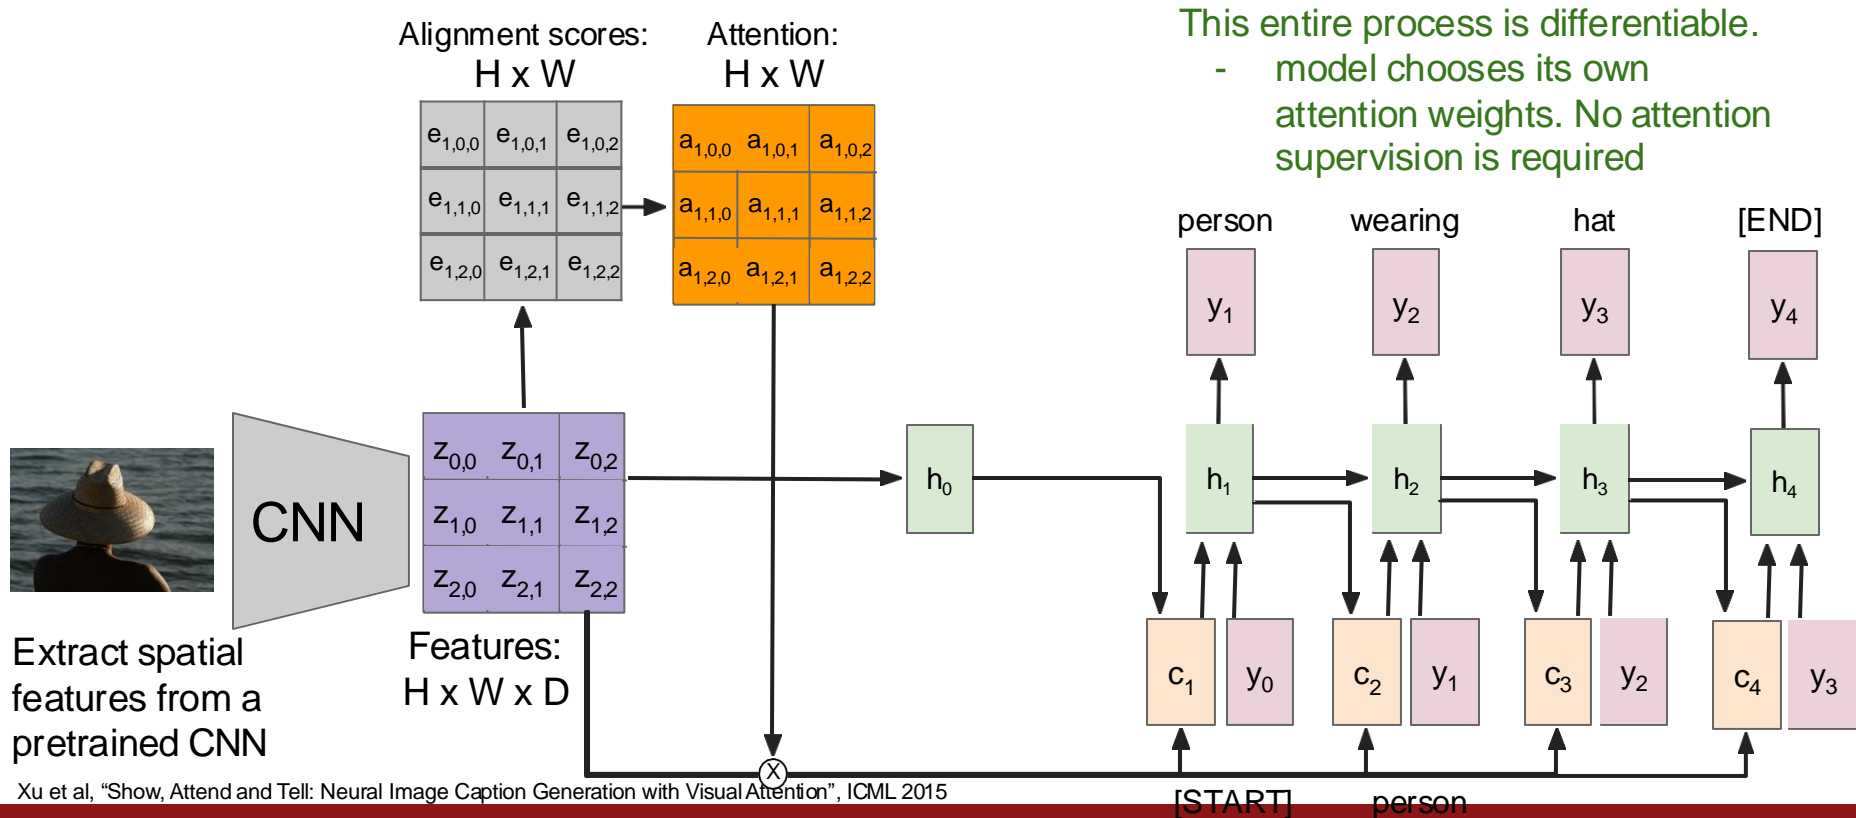 Alignment scores:
H x W
Attention:
H x W
This entire process is differentiable.
- model chooses its own
attention weights. No attention
supervision is required
e1,0,0 e1,0,1 e1,0,2
e1,1,0 e1,1,1 e1,1,2
e1,2,0 e1,2,1 e1,2,2
a1,0,0 a1,0,1 a1,0,2
a1,1,0 a1,1,1 a1,1,2
a1,2,0 a1,2,1 a1,2,2
person wearing hat [END]
y1 y2 y3 y4
CNN
z0,0 z0,1 z0,2
z1,0 z1,1 z1,2
z2,0 z2,1 z2,2
h0 h1 h2 h3 h4
Extract spatial
features from a
pretrained CNN
Features:
H x W x D
c1 y0 c2 y1 c3 y2 c4 y3
X
Xu et al, “Show, Attend and Tell: Neural Image Caption Generation with Visual Attention”, ICML 2015
[START] person